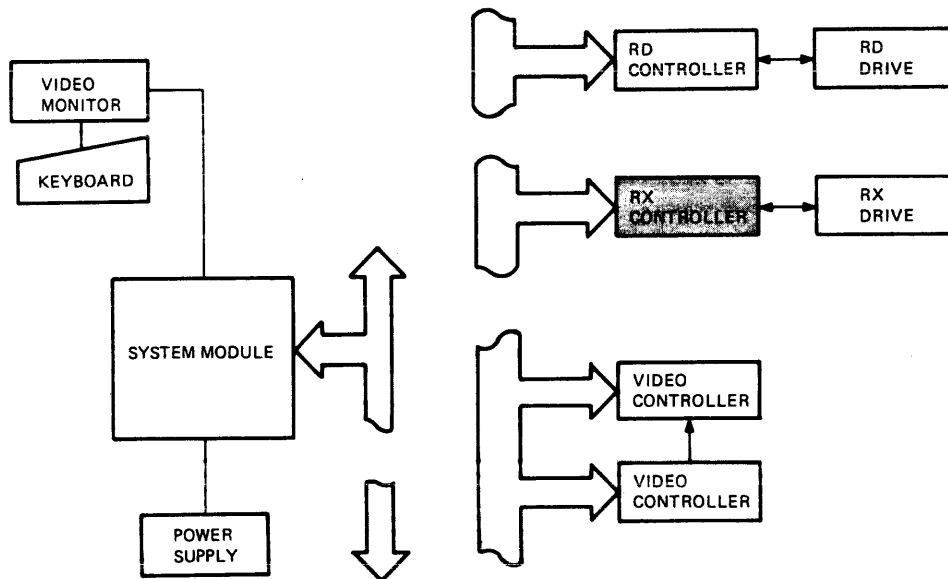 VIDEO
MONITOR
KEYBOARD
SYSTEM MODULE
POWER
SUPPLY
RD
CONTROLLER
RD
DRIVE
RX
CONTROLLER
RX
DRIVE
VIDEO
CONTROLLER
VIDEO
CONTROLLER